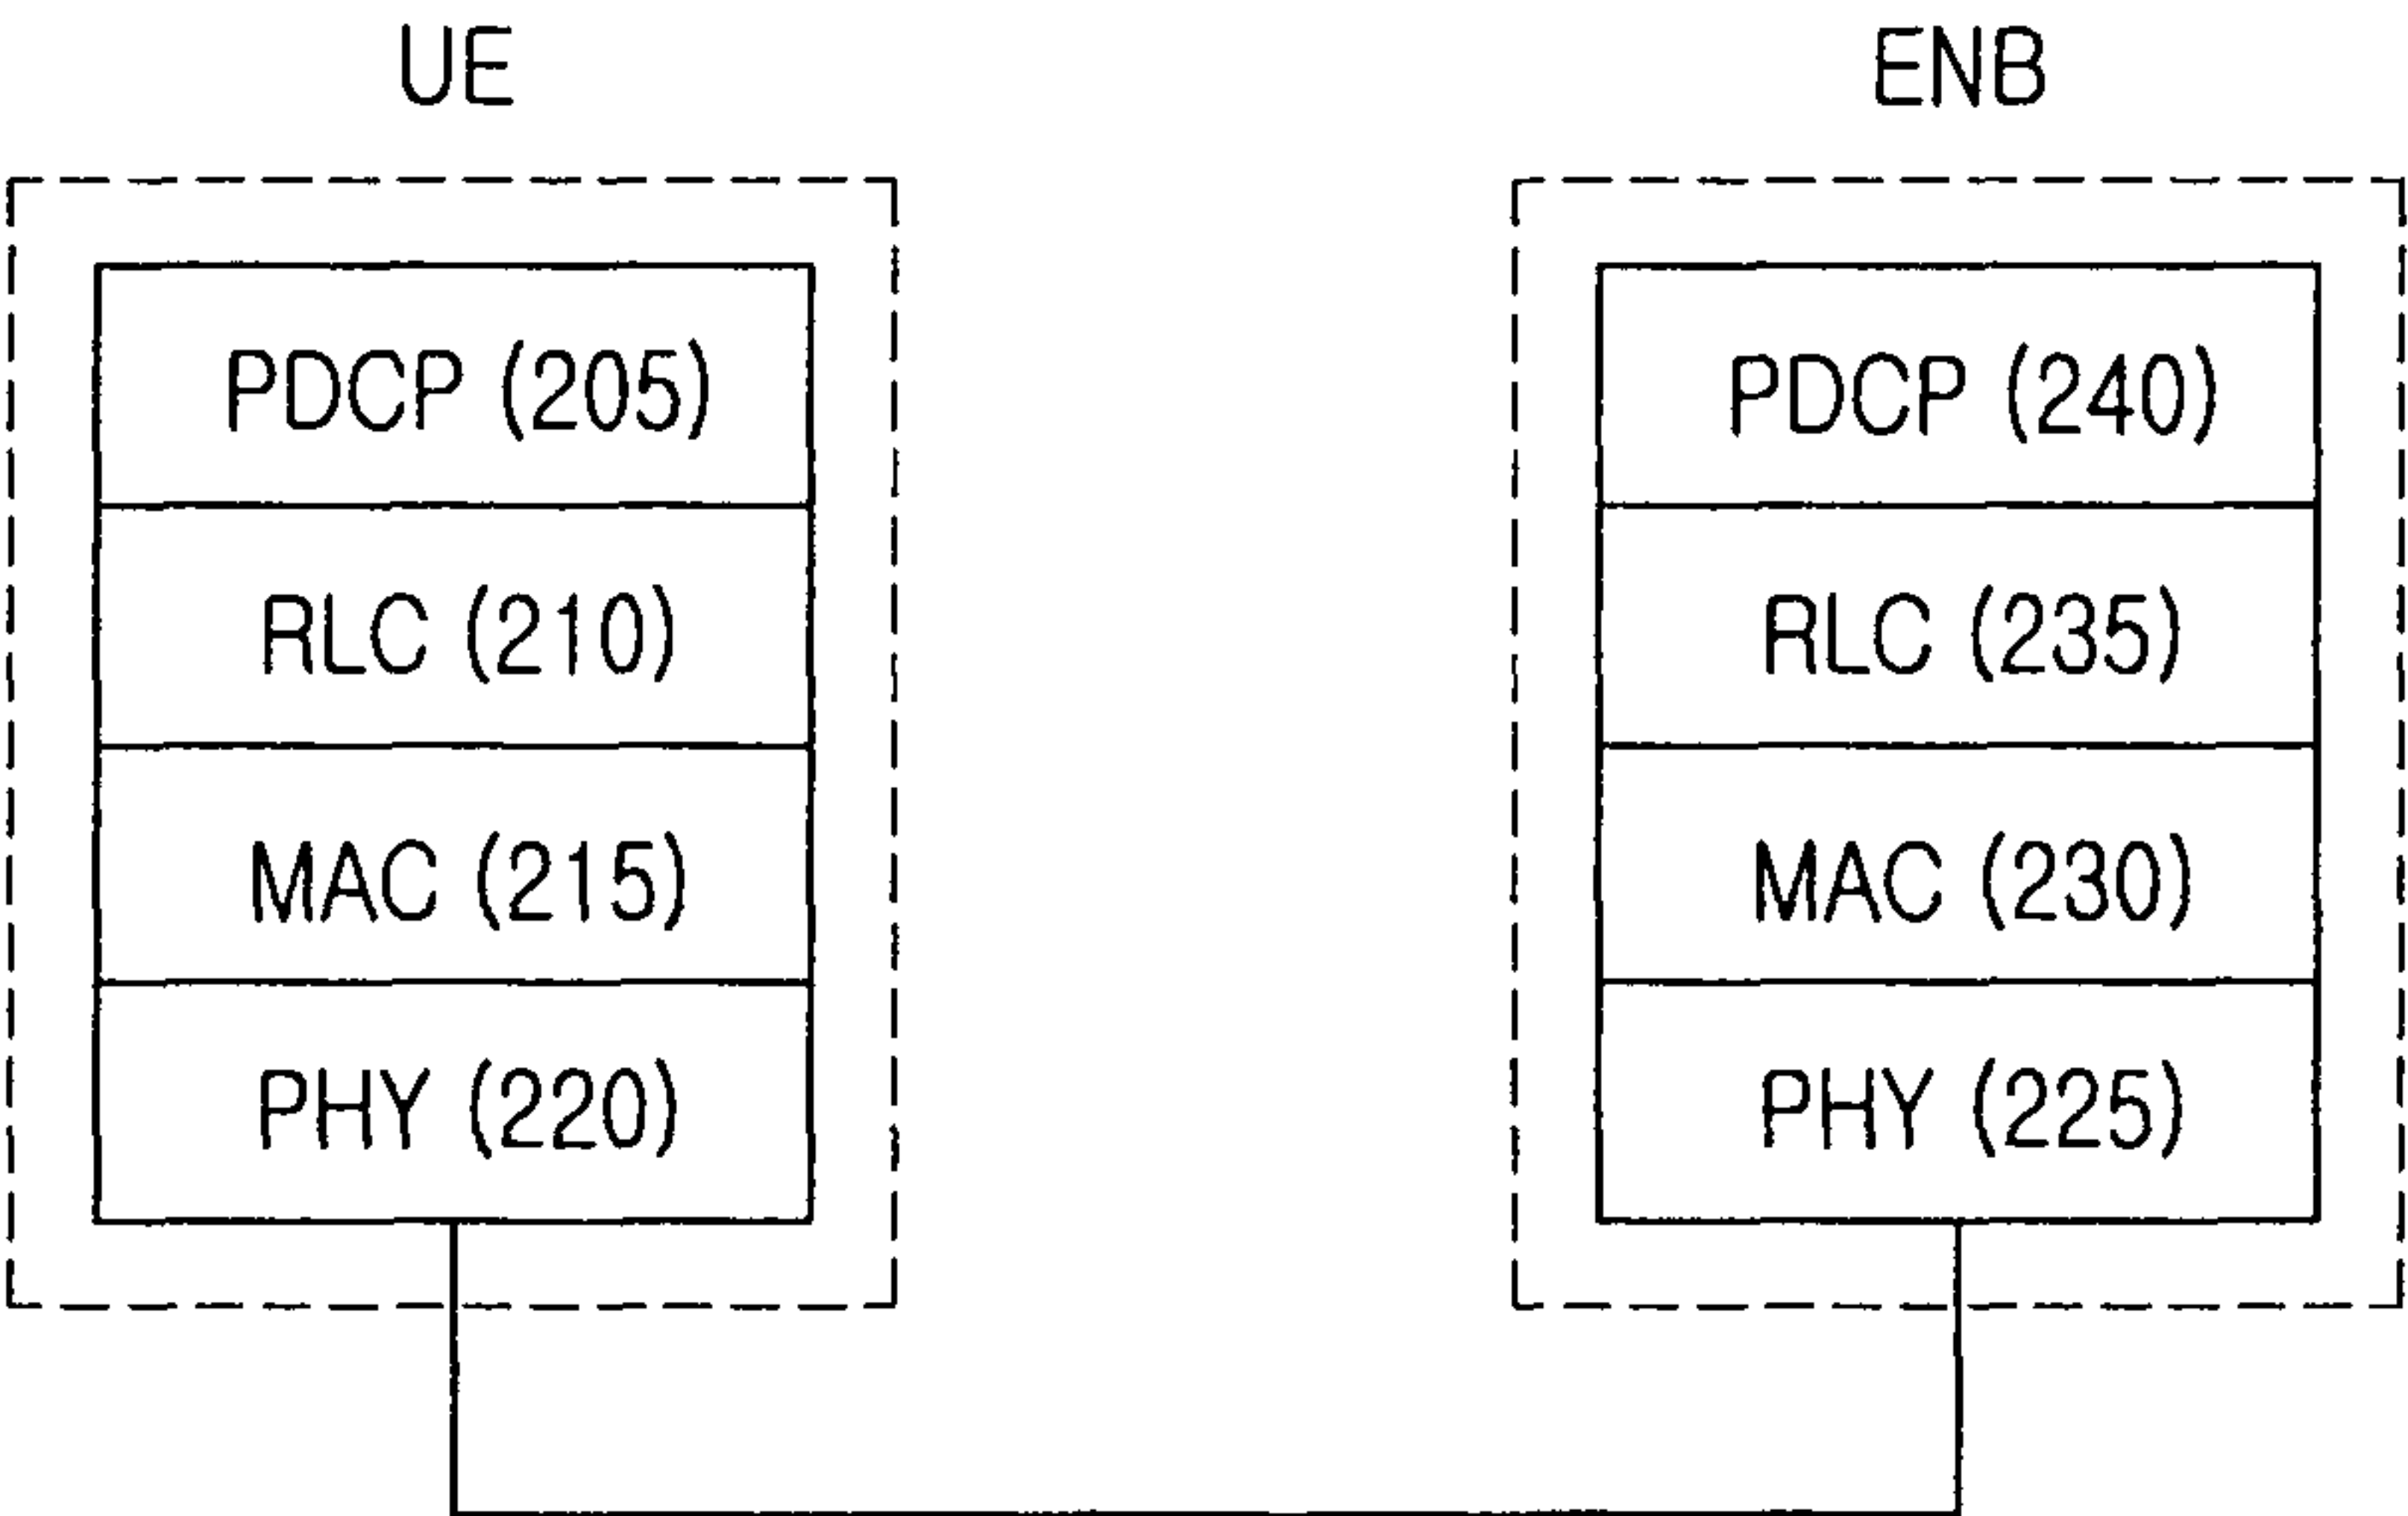 UE
ENB
PDCP (205)
RLC (210)
MAC (215)
PHY (220)
PDCP (240)
RLC (235)
MAC (230)
PHY (225)